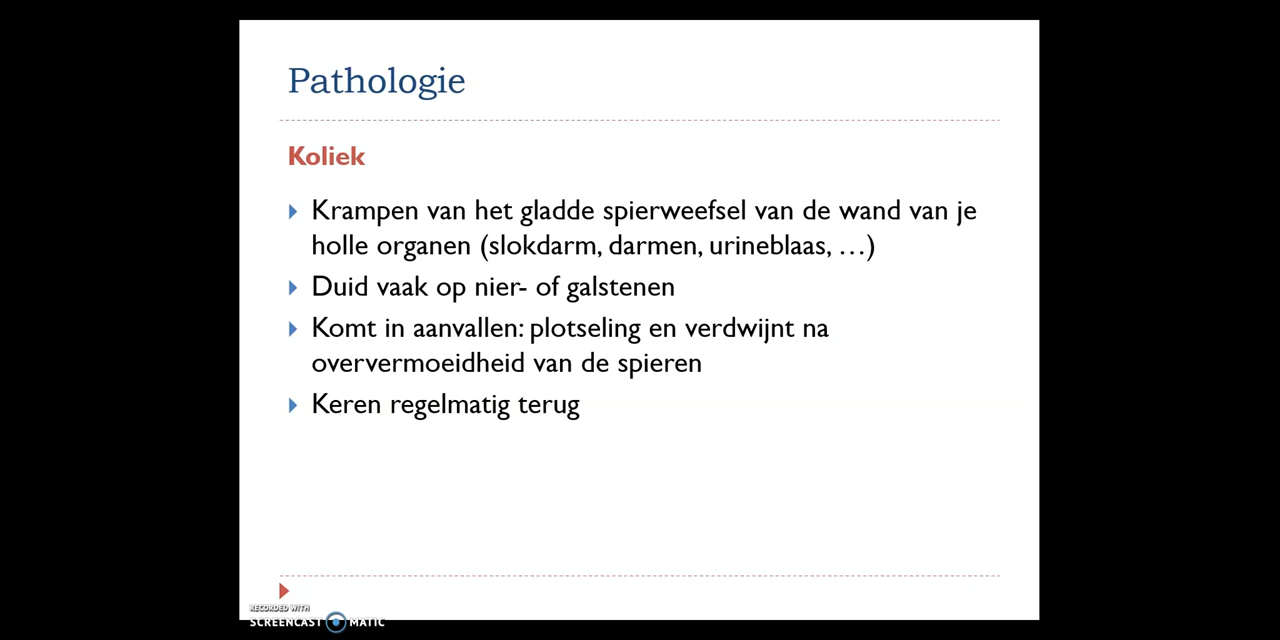 Pathologie
Koliek
Krampen van het gladde spierweefsel van de wand van je
holle organen (slokdarm, darmen, urineblaas, …)
Duid vaak op nier- of galstenen
Komt in aanvallen: plotseling en verdwijnt na
oververmoeidheid van de spieren
Keren regelmatig terug
RECORDED WITH
SCREENCAST MATIC